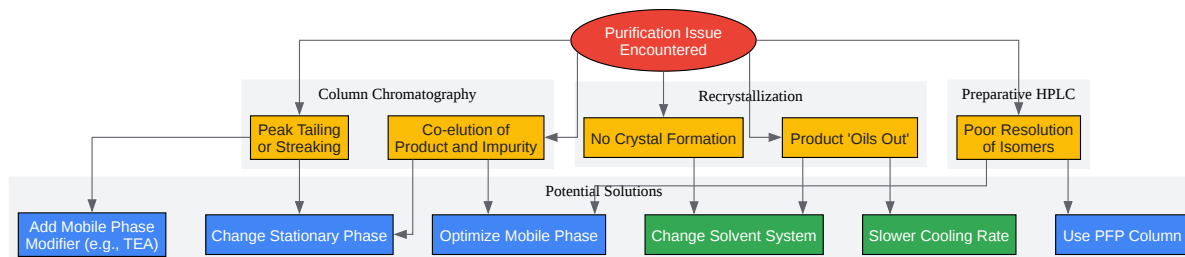 Purification Issue
Encountered
Column Chromatography
Recrystallization
Preparative HPLC
Peak Tailing
or Streaking
Co-elution of
Product and Impurity
No Crystal Formation
Product 'Oils Out'
Poor Resolution
of Isomers
Potential Solutions
Add Mobile Phase
Modifier (e.g., TEA)
Change Stationary Phase
Optimize Mobile Phase
Change Solvent System
Slower Cooling Rate
Use PFP Column